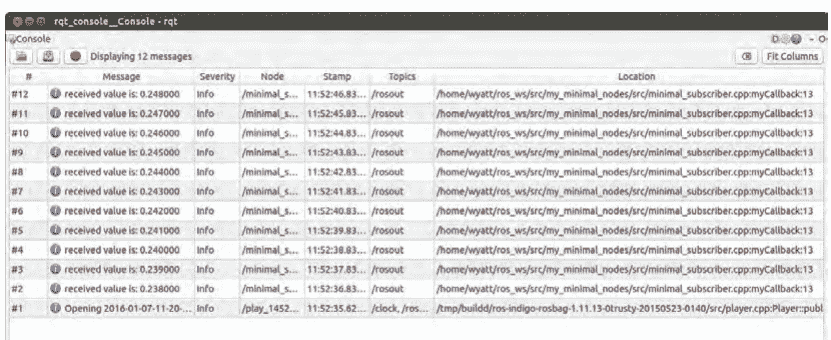 rqt_console__Console - rqt
Console
Displaying 12 messages Fit Columns
# Message Severity Node Stamp Topics Location
#12 received value is: 0.248000 Info /minimal_s... 11:52:46.83... /rosout /home/wyatt/ros_ws/src/my_minimal_nodes/src/minimal_subscriber.cpp:myCallback:13
#11 received value is: 0.247000 Info /minimal_s... 11:52:45.83... /rosout /home/wyatt/ros_ws/src/my_minimal_nodes/src/minimal_subscriber.cpp:myCallback:13
#10 received value is: 0.246000 Info /minimal_s... 11:52:44.83... /rosout /home/wyatt/ros_ws/src/my_minimal_nodes/src/minimal_subscriber.cpp:myCallback:13
#9 received value is: 0.245000 Info /minimal_s... 11:52:43.83... /rosout /home/wyatt/ros_ws/src/my_minimal_nodes/src/minimal_subscriber.cpp:myCallback:13
#8 received value is: 0.244000 Info /minimal_s... 11:52:42.83... /rosout /home/wyatt/ros_ws/src/my_minimal_nodes/src/minimal_subscriber.cpp:myCallback:13
#7 received value is: 0.243000 Info /minimal_s... 11:52:41.83... /rosout /home/wyatt/ros_ws/src/my_minimal_nodes/src/minimal_subscriber.cpp:myCallback:13
#6 received value is: 0.242000 Info /minimal_s... 11:52:40.83... /rosout /home/wyatt/ros_ws/src/my_minimal_nodes/src/minimal_subscriber.cpp:myCallback:13
#5 received value is: 0.241000 Info /minimal_s... 11:52:39.83... /rosout /home/wyatt/ros_ws/src/my_minimal_nodes/src/minimal_subscriber.cpp:myCallback:13
#4 received value is: 0.240000 Info /minimal_s... 11:52:38.83... /rosout /home/wyatt/ros_ws/src/my_minimal_nodes/src/minimal_subscriber.cpp:myCallback:13
#3 received value is: 0.239000 Info /minimal_s... 11:52:37.83... /rosout /home/wyatt/ros_ws/src/my_minimal_nodes/src/minimal_subscriber.cpp:myCallback:13
#2 received value is: 0.238000 Info /minimal_s... 11:52:36.83... /rosout /home/wyatt/ros_ws/src/my_minimal_nodes/src/minimal_subscriber.cpp:myCallback:13
#1 Opening 2016-01-07-11-20-... Info /play_1452... 11:52:35.62... /clock, /ros... /tmp/buildd/ros-indigo-rosbag-1.11.13-0trusty-20150523-0140/src/player.cpp:Player::publ